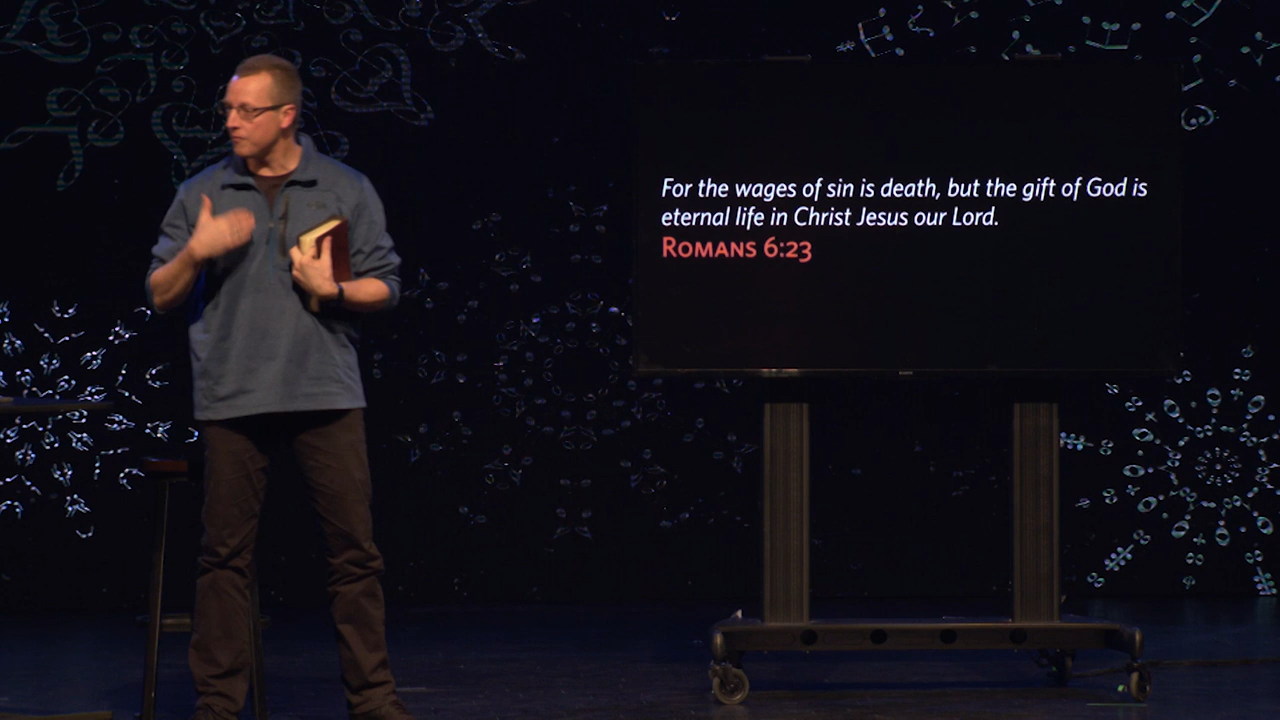 For the wages of sin is death, but the gift of God is
eternal life in Christ Jesus our Lord.
Romans 6:23